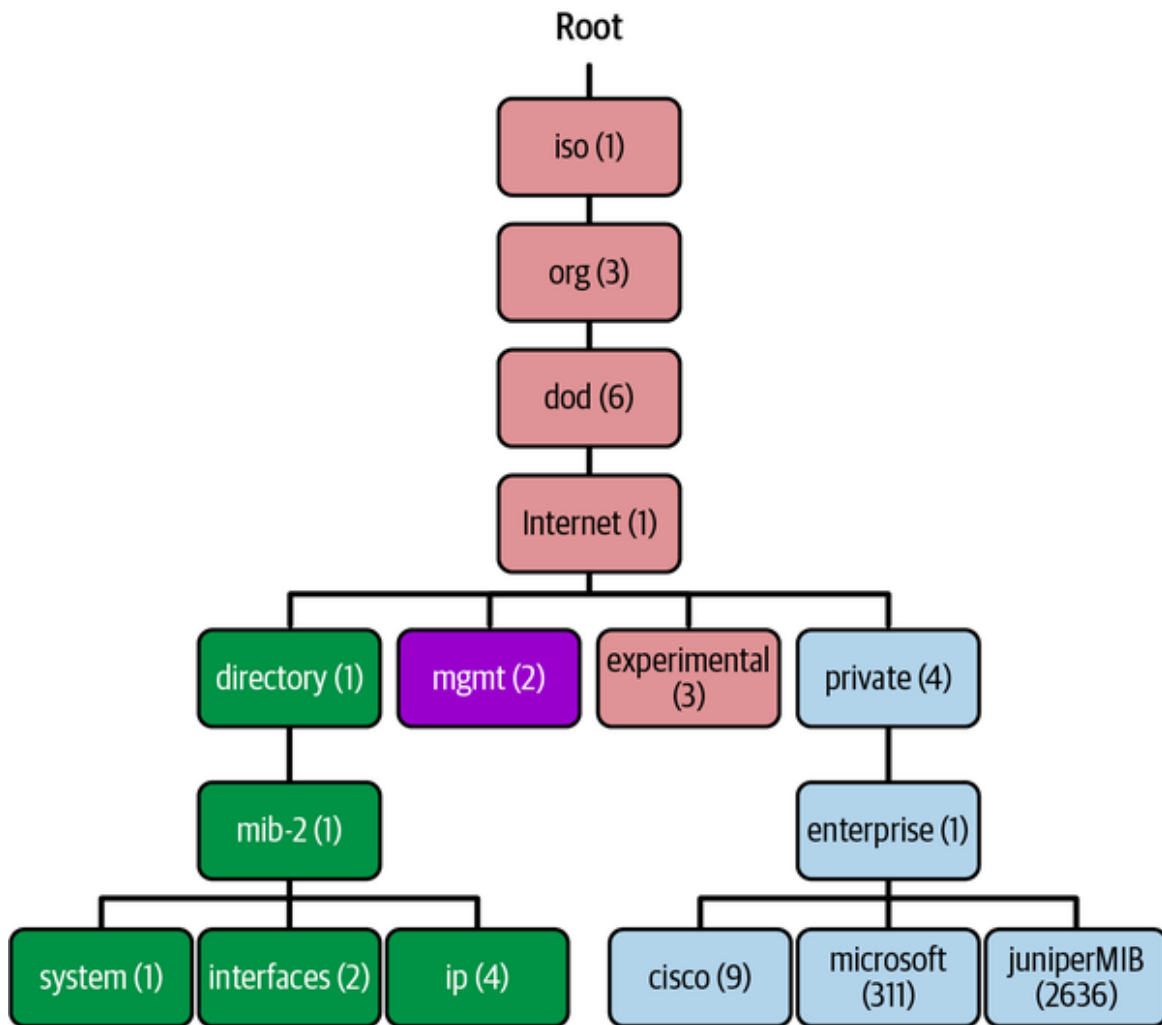 Root
iso (1)
org (3)
dod (6)
Internet (1)
directory (1)
mgmt (2)
experimental
(3)
private (4)
mib-2 (1)
enterprise (1)
system (1)
interfaces (2)
ip (4)
cisco (9)
microsoft
(311)
juniperMIB
(2636)